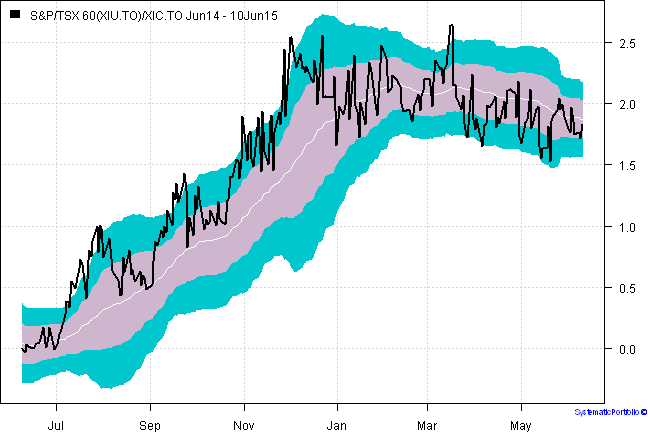 S&P/TSX 60(XIU.TO)/XIC.TO Jun14 - 10Jun15
2.5
2.0
1.5
1.0
0.5
0.0
Jul Sep Nov Jan Mar May
SystematicPortfolio ©